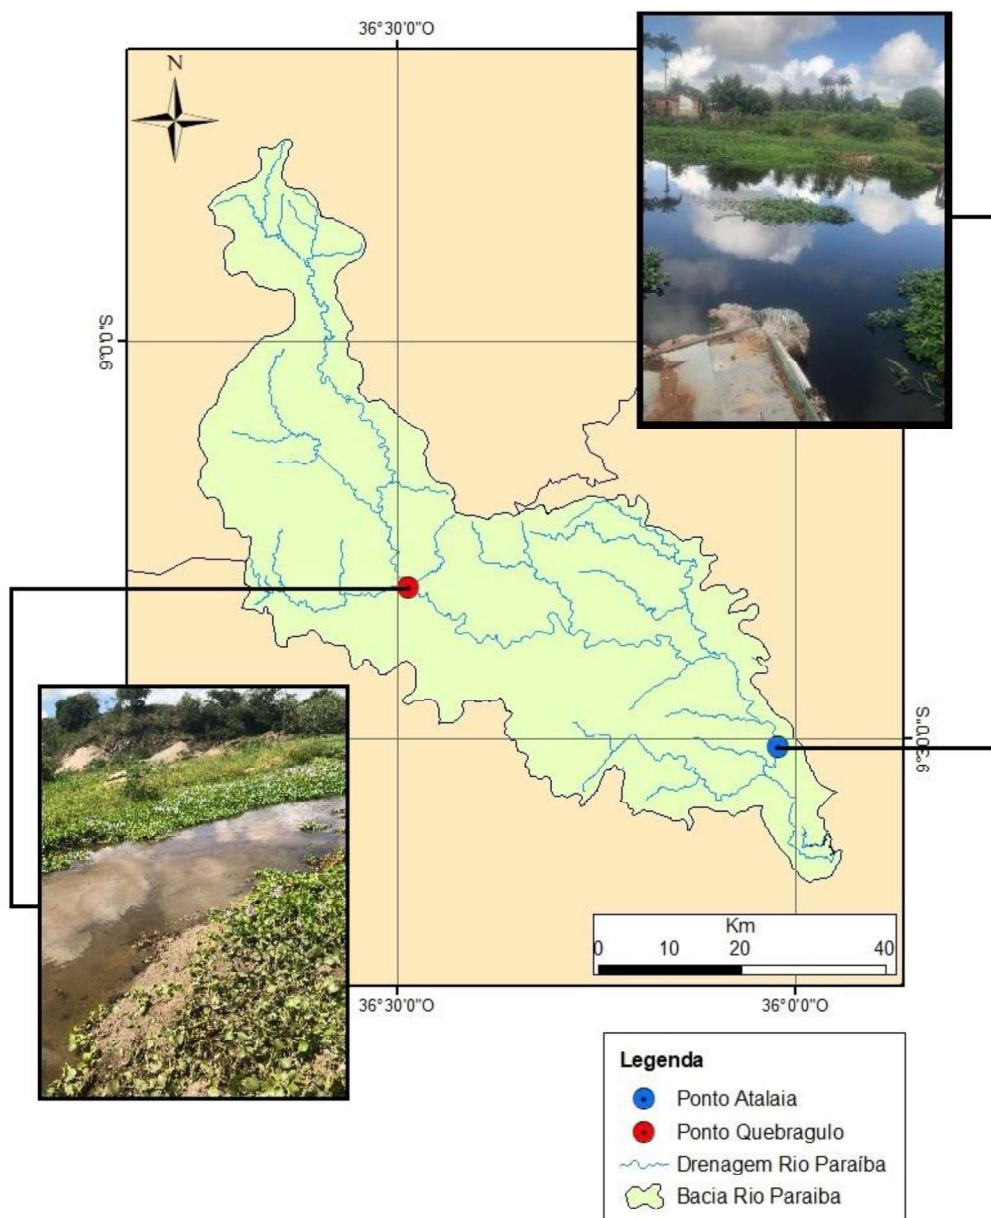 36°30'0"O
N
9°0'0"S
9°30'0"S
Km
0 10 20 40
36°30'0"O 36°0'0"O
Legenda
Ponto Atalaia
Ponto Quebragulo
Drenagem Rio Paraíba
Bacia Rio Paraiba